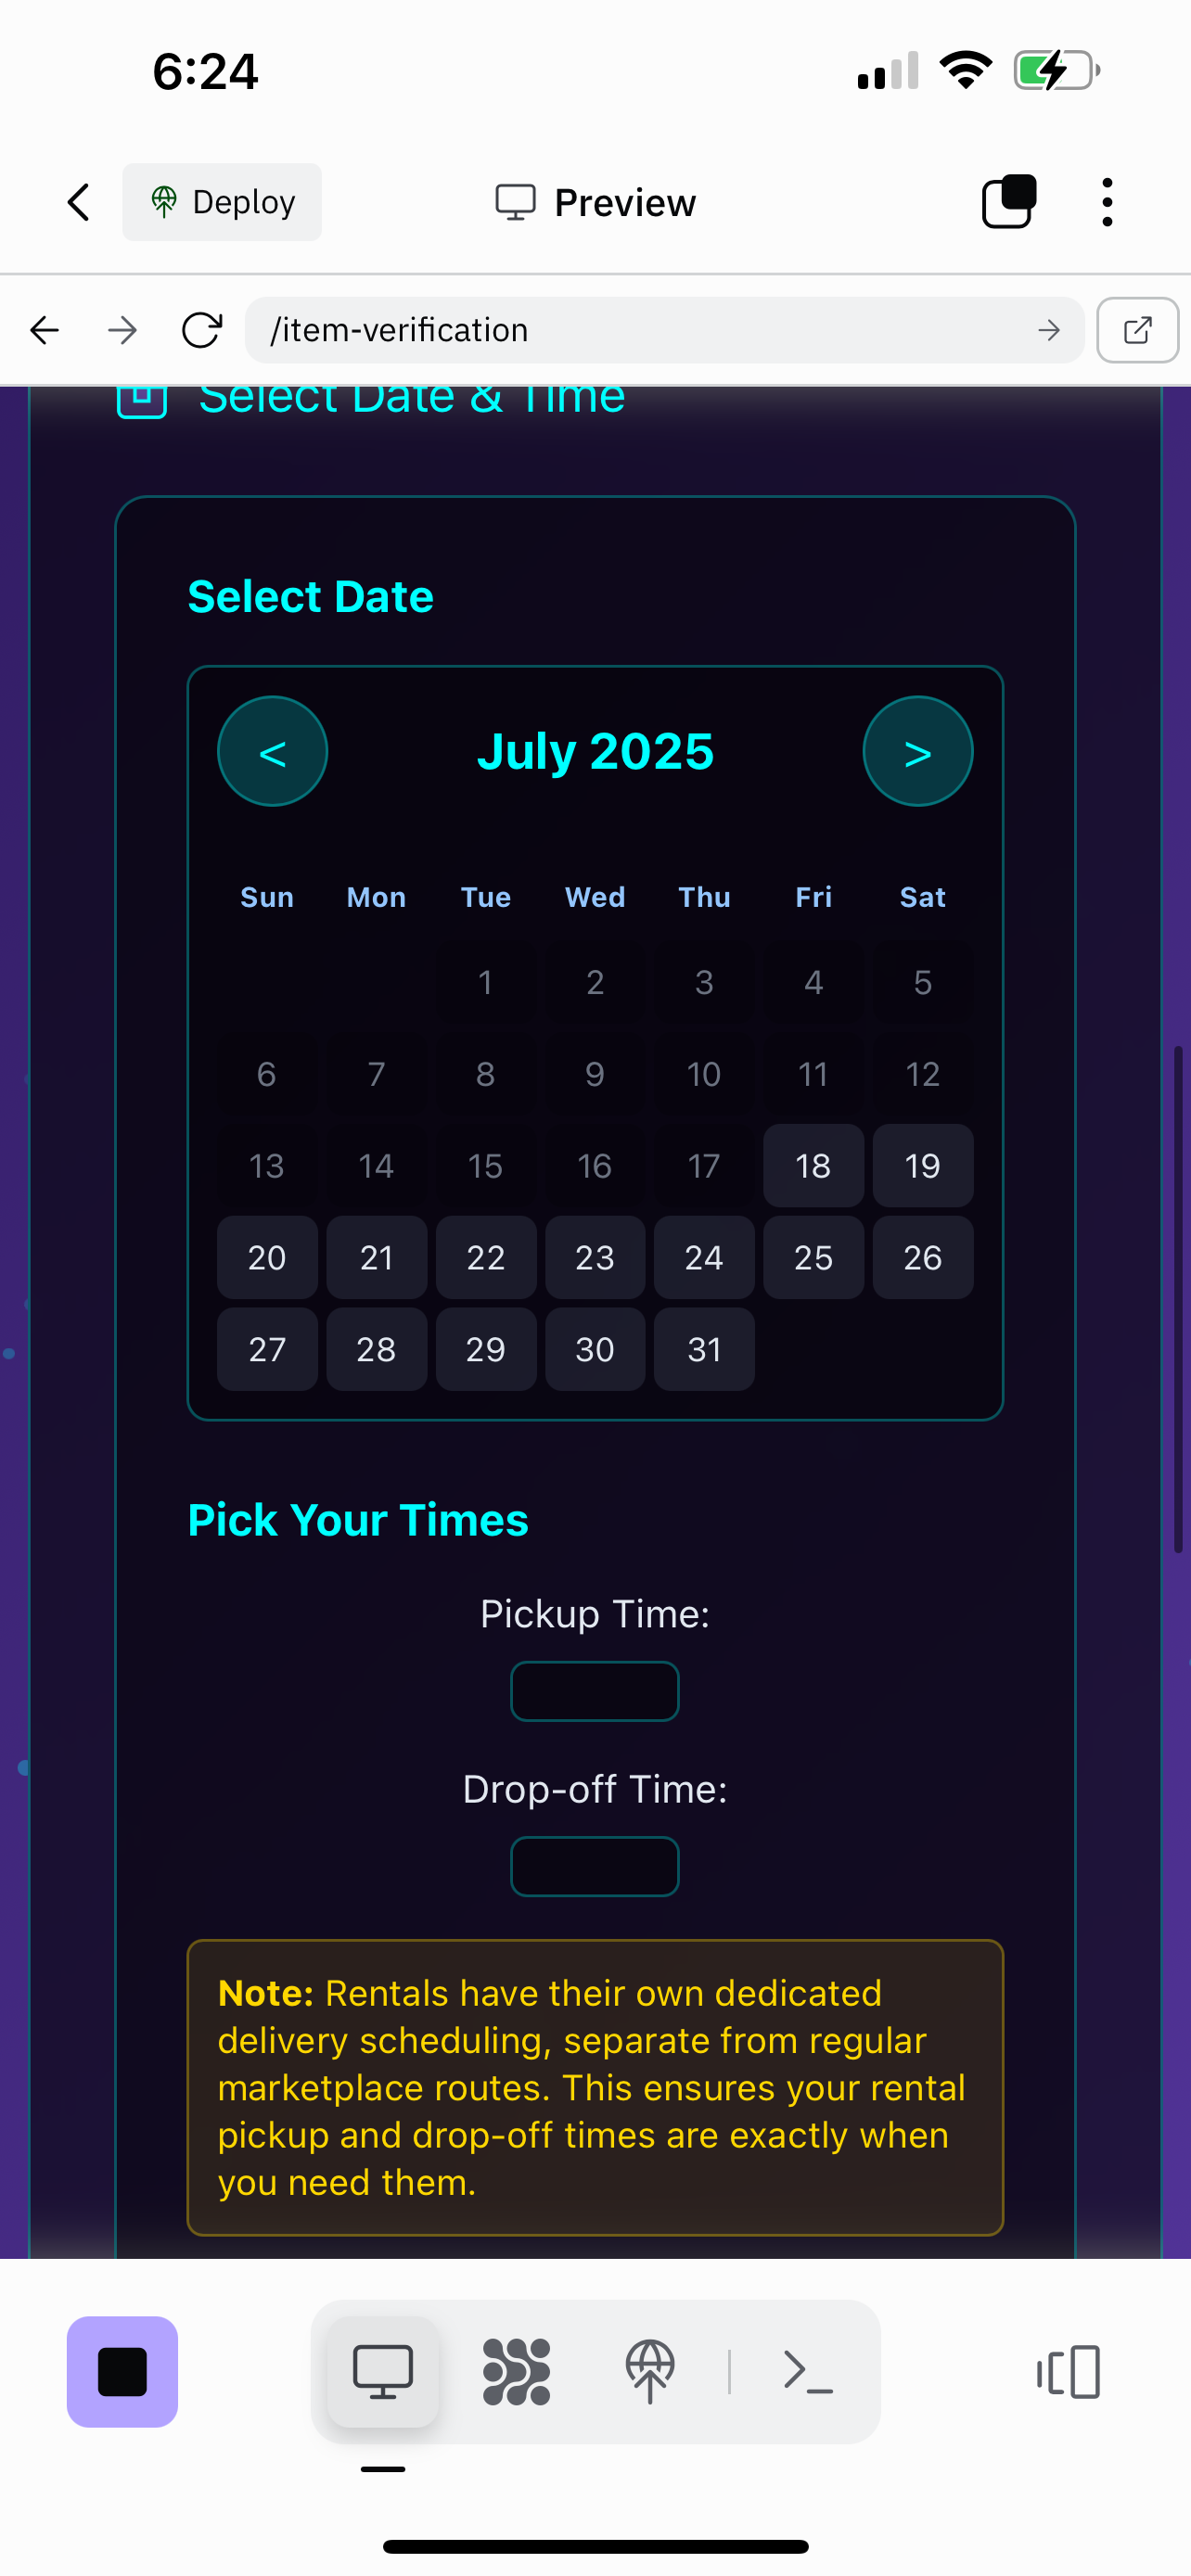 6:24
Deploy
Preview
/item-verification
Select Date & Time
Select Date
< July 2025 >
Sun Mon Tue Wed Thu Fri Sat
1 2 3 4 5
6 7 8 9 10 11 12
13 14 15 16 17 18 19
20 21 22 23 24 25 26
27 28 29 30 31
Pick Your Times
Pickup Time:
Drop-off Time:
Note: Rentals have their own dedicated
delivery scheduling, separate from regular
marketplace routes. This ensures your rental
pickup and drop-off times are exactly when
you need them.